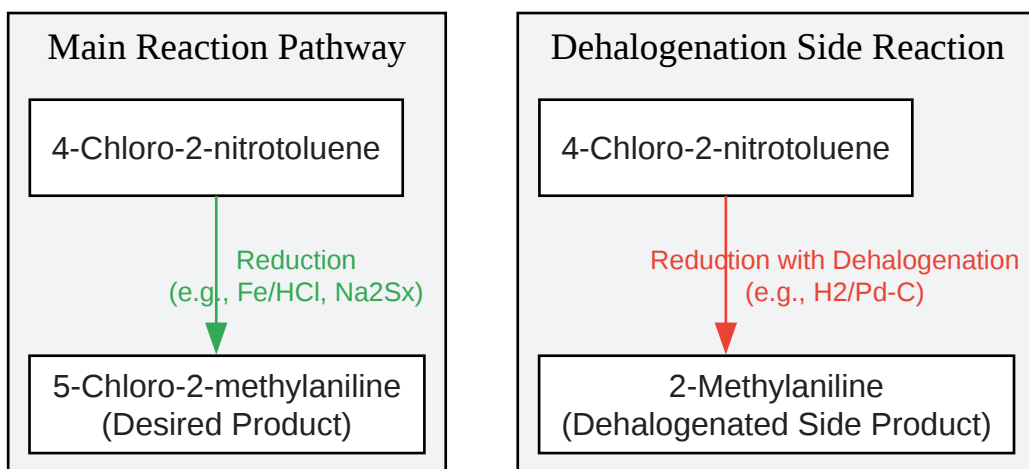 Main Reaction Pathway
4-Chloro-2-nitrotoluene
Reduction
(e.g., Fe/HCl, Na2Sx)
5-Chloro-2-methylaniline
(Desired Product)
Dehalogenation Side Reaction
4-Chloro-2-nitrotoluene
Reduction with Dehalogenation
(e.g., H2/Pd-C)
2-Methylaniline
(Dehalogenated Side Product)